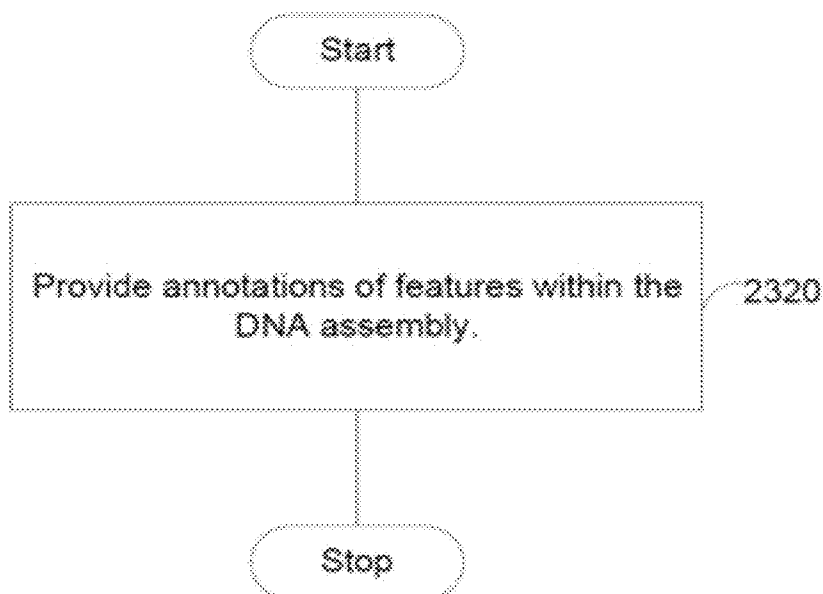 Start
Provide annotations of features within the
DNA assembly.
2320
Stop